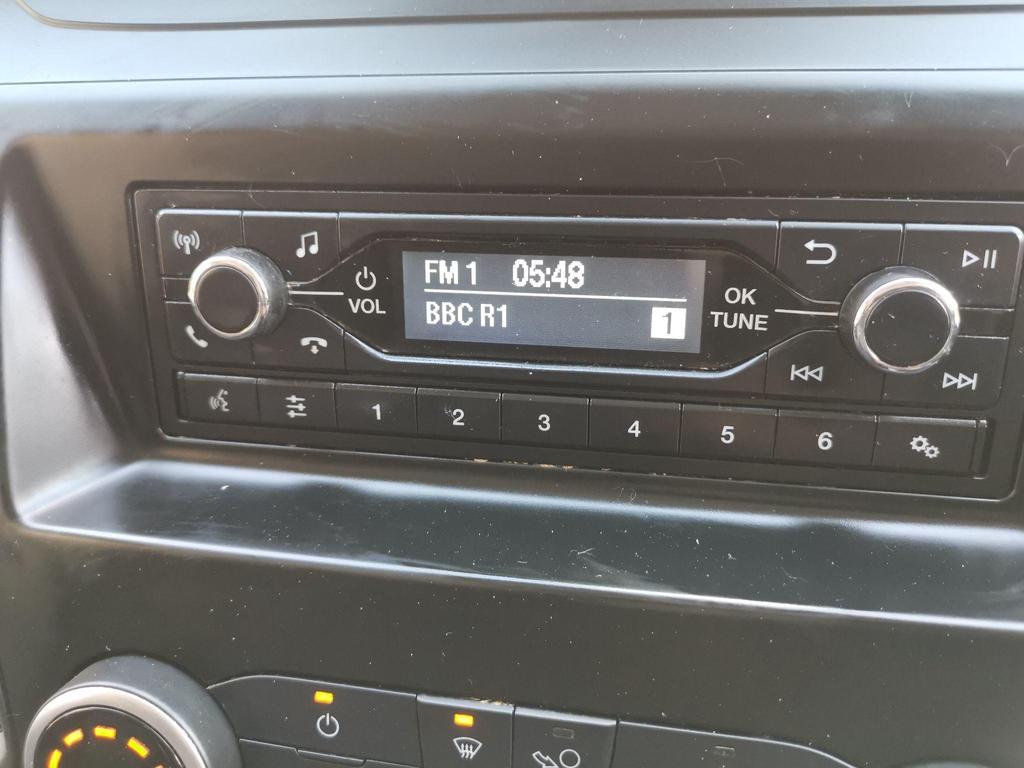 FM 1 05:48
BBC R1 1
VOL
OK
TUNE
1 2 3 4 5 6